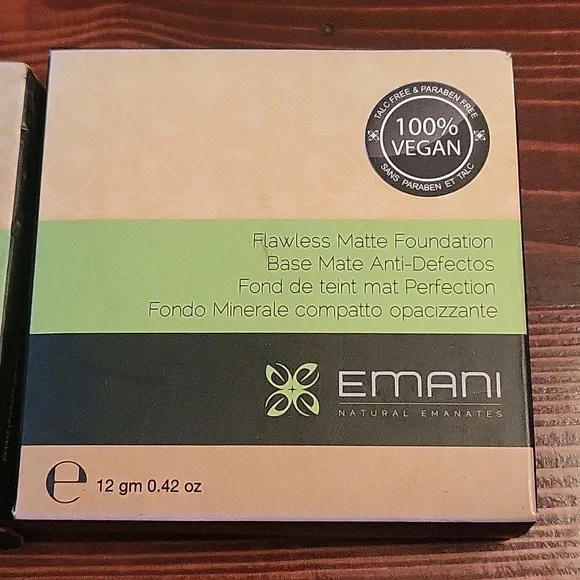 TALC FREE & PARABEN FREE
100%
VEGAN
SANS PARABEN ET TALC
Flawless Matte Foundation
Base Mate Anti-Defectos
Fond de teint mat Perfection
Fondo Minerale compatto opacizzante
EMANI
NATURAL EMANATES
e 12 gm 0.42 oz